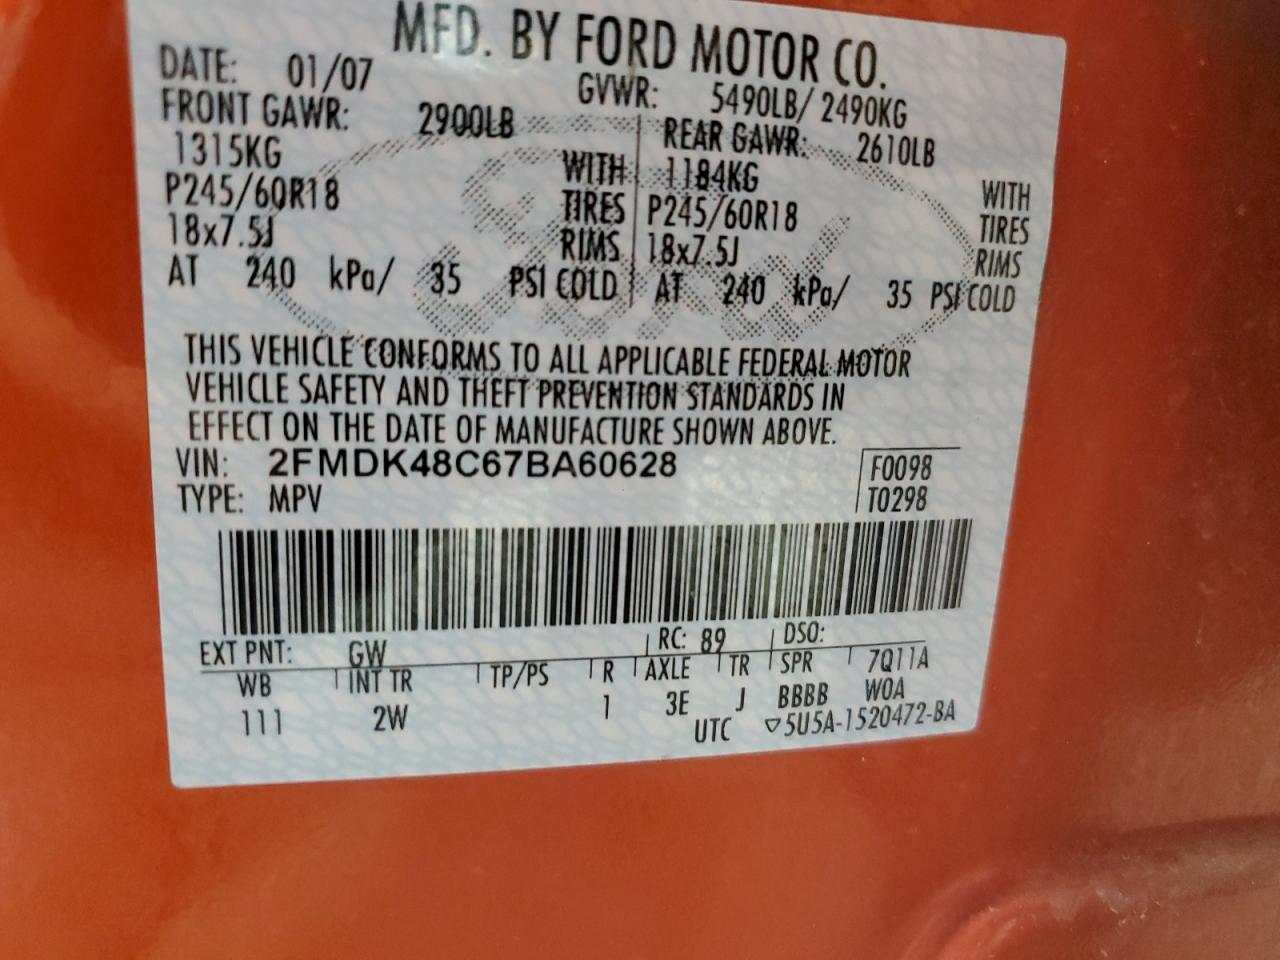 MFD. BY FORD MOTOR CO.
DATE: 01/07 GVWR: 5490LB/ 2490KG
FRONT GAWR: 2900LB REAR GAWR: 2610LB
1315KG WITH 1184KG WITH
P245/60R18 TIRES P245/60R18 TIRES
18x7.5J RIMS 18x7.5J RIMS
AT 240 kPa/ 35 PSI COLD AT 240 kPa/ 35 PSI COLD
Ford
THIS VEHICLE CONFORMS TO ALL APPLICABLE FEDERAL MOTOR
VEHICLE SAFETY AND THEFT PREVENTION STANDARDS IN
EFFECT ON THE DATE OF MANUFACTURE SHOWN ABOVE.
VIN: 2FMDK48C67BA60628 F0098
TYPE: MPV T0298
EXT PNT: GW RC: 89 DSO:
WB INT TR TP/PS R AXLE TR SPR 7Q11A
111 2W 1 3E J BBBB W0A
UTC ▽5U5A-1520472-BA